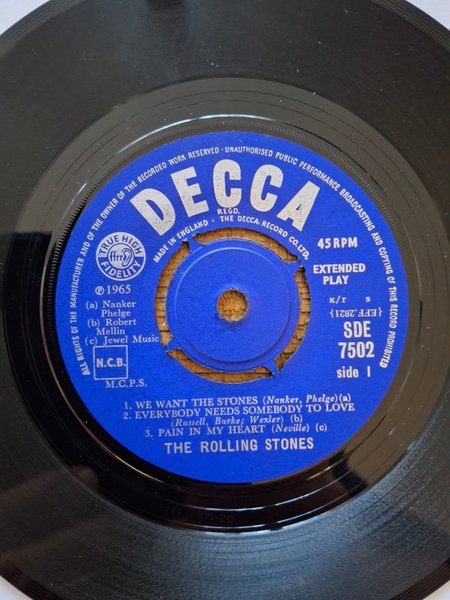 ALL RIGHTS OF THE MANUFACTURER AND OF THE OWNER OF THE RECORDED WORK RESERVED · UNAUTHORISED PUBLIC PERFORMANCE BROADCASTING AND COPYING OF THIS RECORD PROHIBITED
DECCA
REGD.
MADE IN ENGLAND · THE DECCA RECORD CO. LTD.
TRUE HIGH
ffrr
FIDELITY
45 RPM
EXTENDED
PLAY
K/T S
[EFF.2821]
SDE
7502
side 1
℗ 1965
(a) Nanker
Phelge
(b) Robert
Mellin
(c) Jewel Music
N.C.B.
M.C.P.S.
1. WE WANT THE STONES (Nanker, Phelge)(a)
2. EVERYBODY NEEDS SOMEBODY TO LOVE
(Russell, Burke; Wexler) (b)
3. PAIN IN MY HEART (Neville) (c)
THE ROLLING STONES